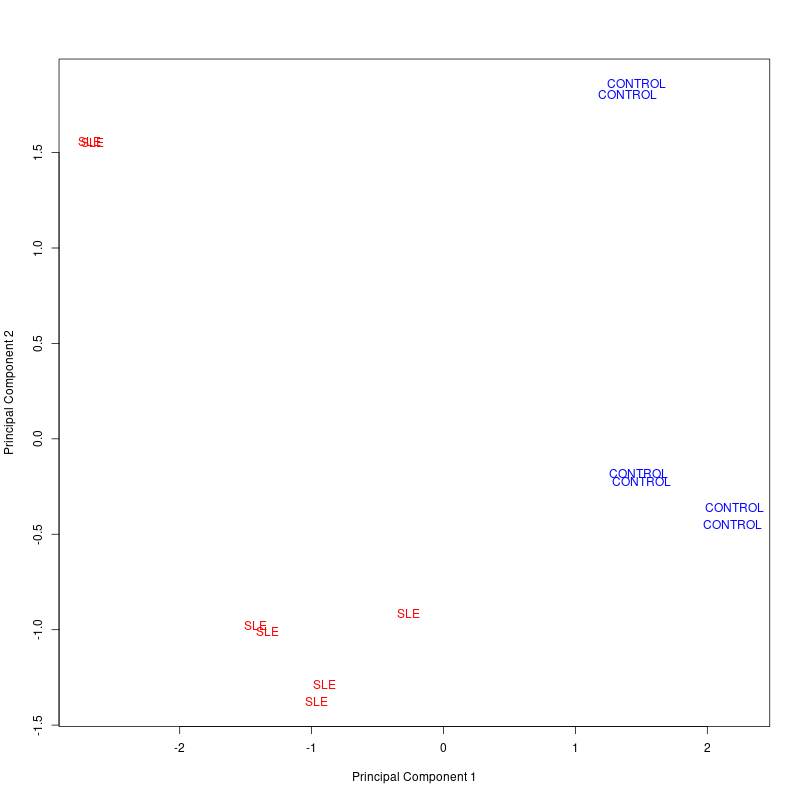 CONTROL
CONTROL
SLE
SLE
1.5
1.0
0.5
Principal Component 2
0.0
CONTROL
CONTROL
CONTROL
CONTROL
-0.5
SLE
SLE
SLE
-1.0
SLE
SLE
-1.5
-2
-1
0
1
2
Principal Component 1